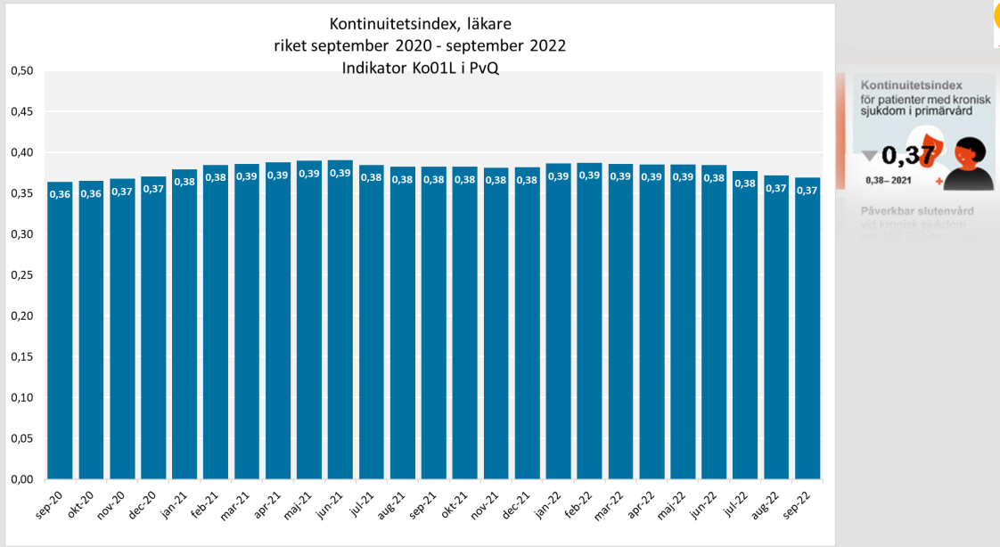 Kontinuitetsindex, läkare
riket september 2020 - september 2022
Indikator Ko01L i PvQ
0,50
0,45
0,40
0,35
0,30
0,25
0,20
0,15
0,10
0,05
0,00
0,36 0,36 0,37 0,37 0,38 0,38 0,39 0,39 0,39 0,39 0,38 0,38 0,38 0,38 0,38 0,38 0,39 0,39 0,39 0,39 0,39 0,38 0,38 0,37 0,37
sep-20 okt-20 nov-20 dec-20 jan-21 feb-21 mar-21 apr-21 maj-21 jun-21 jul-21 aug-21 sep-21 okt-21 nov-21 dec-21 jan-22 feb-22 mar-22 apr-22 maj-22 jun-22 jul-22 aug-22 sep-22
Kontinuitetsindex
för patienter med kronisk
sjukdom i primärvård
0,37
0,38– 2021
Påverkbar slutenvård
vid kronisk sjukdom